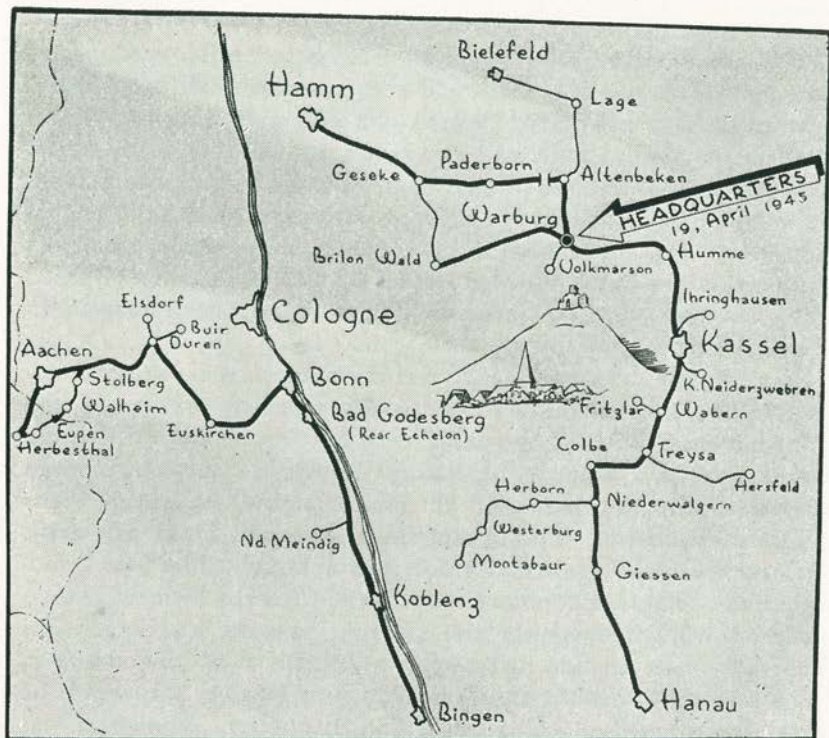 Bielefeld
Hamm
Lage
Paderborn
Geseke
Altenbeken
HEADQUARTERS
19, April 1945
Warburg
Brilon Wald
Volkmarson
Humme
Elsdorf
Ihringhausen
Buir
Cologne
Duren
Kassel
Aachen
Stolberg
Bonn
K. Neiderzwebren
Walheim
Bad Godesberg
(Rear Echelon)
Fritzlar
Wabern
Eupen
Herbesthal
Euskirchen
Colbe
Treysa
Hersfeld
Herborn
Niederwalgern
Westerburg
Nd. Meindig
Montabaur
Giessen
Koblenz
Hanau
Bingen